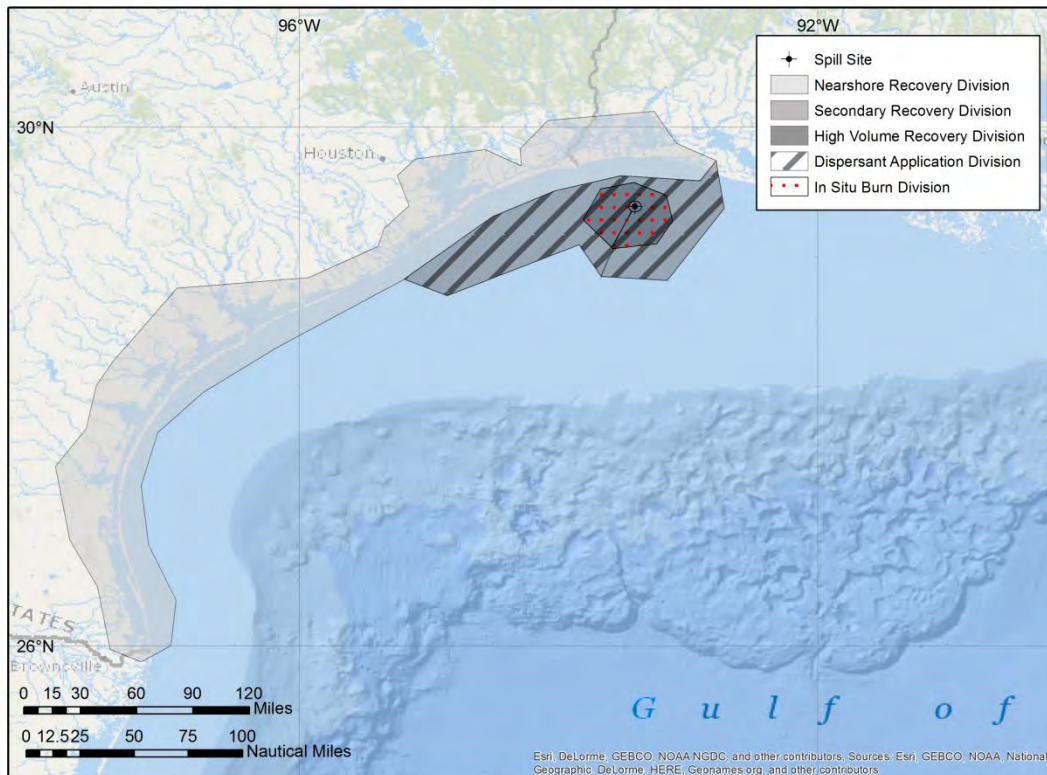 96°W
92°W
Spill Site
Nearshore Recovery Division
Secondary Recovery Division
High Volume Recovery Division
Dispersant Application Division
In Situ Burn Division
Austin
30°N
Houston
TATES
26°N
Brownsville
0 15 30 60 90 120
Miles
0 12.525 50 75 100
Nautical Miles
Gulf of
Esri, DeLorme, GEBCO, NOAA NGDC, and other contributors, Sources: Esri, GEBCO, NOAA, National
Geographic, DeLorme, HERE, Geonames.org, and other contributors